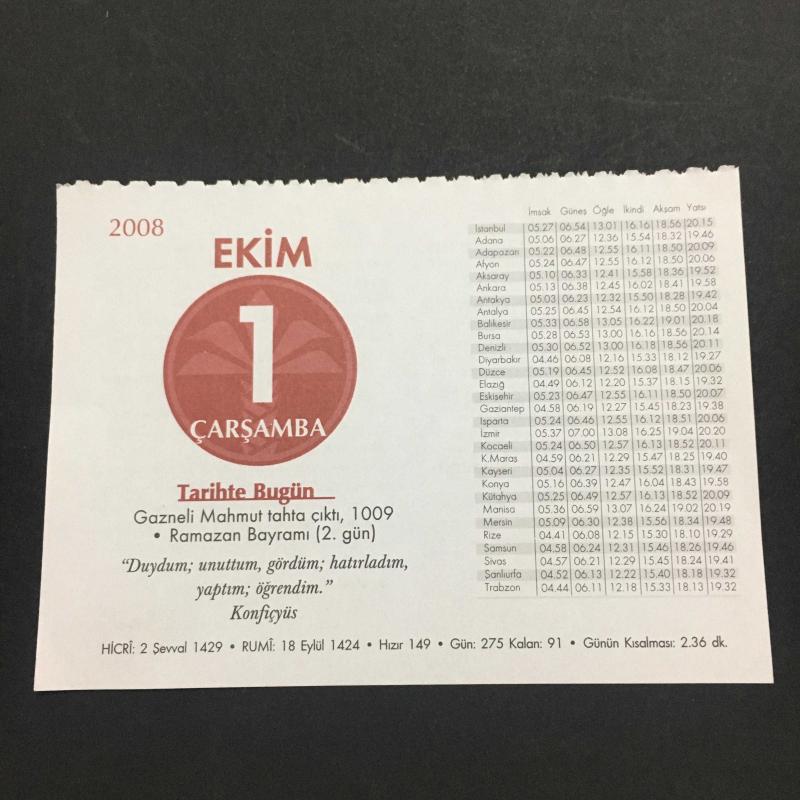 2008
EKİM
1
ÇARŞAMBA
Tarihte Bugün
Gazneli Mahmut tahta çıktı, 1009
• Ramazan Bayramı (2. gün)
“Duydum; unuttum, gördüm; hatırladım,
yaptım; öğrendim.”
Konfiçyüs
İmsak Güneş Öğle İkindi Akşam Yatsı
İstanbul 05.27 06.54 13.01 16.16 18.56 20.15
Adana 05.06 06.27 12.36 15.54 18.32 19.46
Adapazarı 05.22 06.48 12.55 16.11 18.50 20.09
Afyon 05.24 06.47 12.55 16.12 18.50 20.06
Aksaray 05.10 06.33 12.41 15.58 18.36 19.52
Ankara 05.13 06.38 12.45 16.02 18.41 19.58
Antakya 05.03 06.23 12.32 15.50 18.28 19.42
Antalya 05.25 06.45 12.54 16.12 18.50 20.04
Balıkesir 05.33 06.58 13.05 16.22 19.01 20.18
Bursa 05.28 06.53 13.00 16.16 18.56 20.14
Denizli 05.30 06.52 13.00 16.18 18.56 20.11
Diyarbakır 04.46 06.08 12.16 15.33 18.12 19.27
Düzce 05.19 06.45 12.52 16.08 18.47 20.06
Elazığ 04.49 06.12 12.20 15.37 18.15 19.32
Eskişehir 05.23 06.47 12.55 16.11 18.50 20.07
Gaziantep 04.58 06.19 12.27 15.45 18.23 19.38
Isparta 05.24 06.46 12.55 16.12 18.51 20.06
İzmir 05.37 07.00 13.08 16.25 19.04 20.20
Kocaeli 05.24 06.50 12.57 16.13 18.52 20.11
K.Maraş 04.59 06.21 12.29 15.47 18.25 19.40
Kayseri 05.04 06.27 12.35 15.52 18.31 19.47
Konya 05.16 06.39 12.47 16.04 18.43 19.58
Kütahya 05.25 06.49 12.57 16.13 18.52 20.09
Manisa 05.36 06.59 13.07 16.24 19.02 20.19
Mersin 05.09 06.30 12.38 15.56 18.34 19.48
Rize 04.41 06.08 12.15 15.30 18.10 19.29
Samsun 04.58 06.24 12.31 15.46 18.26 19.46
Sivas 04.57 06.21 12.29 15.45 18.24 19.41
Şanlıurfa 04.52 06.13 12.22 15.40 18.18 19.32
Trabzon 04.44 06.11 12.18 15.33 18.13 19.32
HİCRÎ: 2 Şevval 1429 • RUMÎ: 18 Eylül 1424 • Hızır 149 • Gün: 275 Kalan: 91 • Günün Kısalması: 2.36 dk.